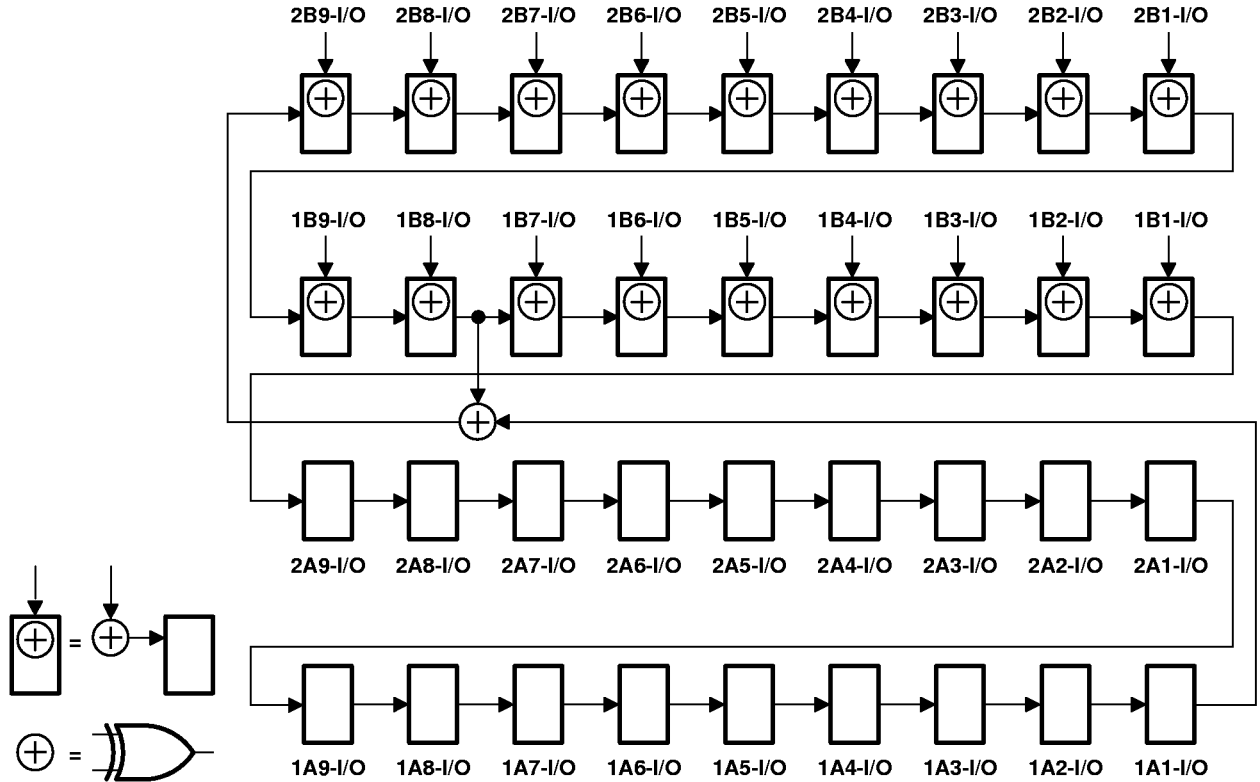 2B9-I/O 2B8-I/O 2B7-I/O 2B6-I/O 2B5-I/O 2B4-I/O 2B3-I/O 2B2-I/O 2B1-I/O
1B9-I/O 1B8-I/O 1B7-I/O 1B6-I/O 1B5-I/O 1B4-I/O 1B3-I/O 1B2-I/O 1B1-I/O
2A9-I/O 2A8-I/O 2A7-I/O 2A6-I/O 2A5-I/O 2A4-I/O 2A3-I/O 2A2-I/O 2A1-I/O
=
=
1A9-I/O 1A8-I/O 1A7-I/O 1A6-I/O 1A5-I/O 1A4-I/O 1A3-I/O 1A2-I/O 1A1-I/O